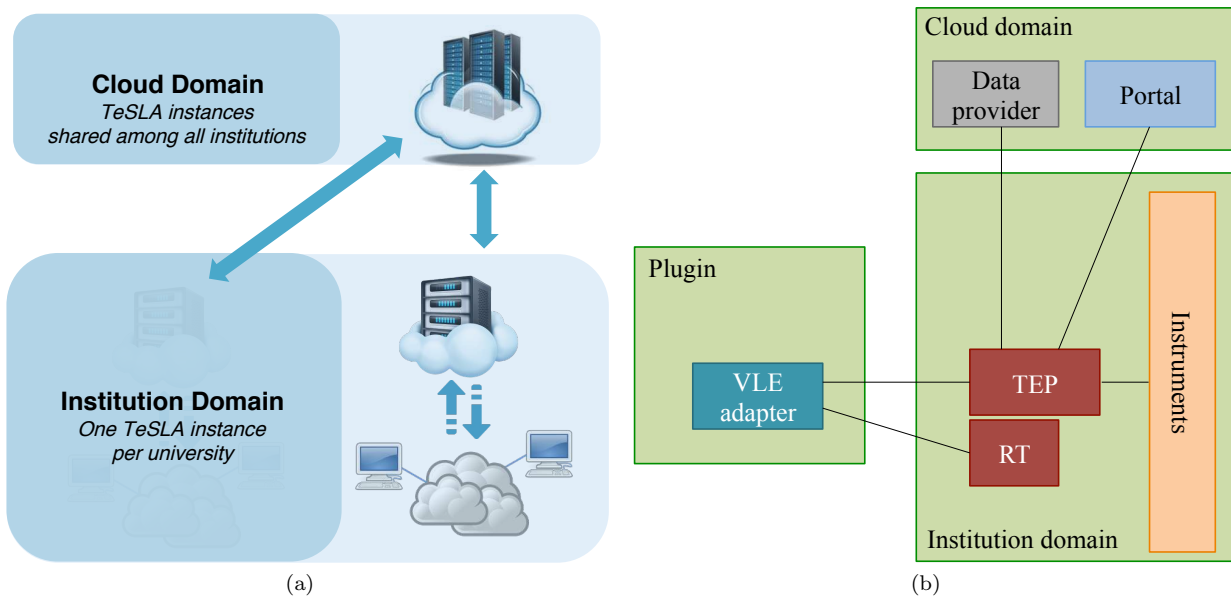 Cloud Domain
TeSLA instances
shared among all institutions
Institution Domain
One TeSLA instance
per university
(a)
Cloud domain
Data
provider
Portal
Plugin
VLE
adapter
TEP
RT
Instruments
Institution domain
(b)